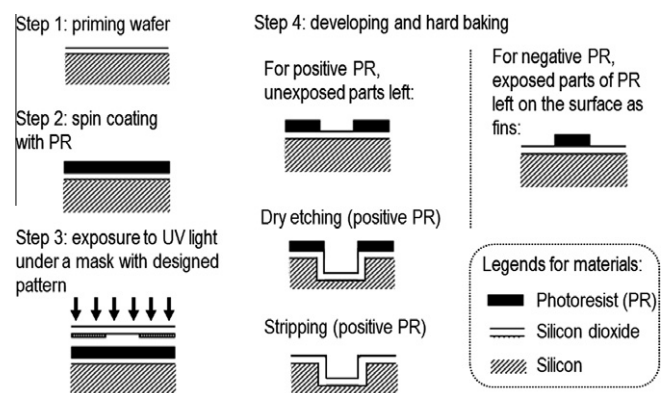 Step 1: priming wafer
Step 2: spin coating
with PR
Step 3: exposure to UV light
under a mask with designed
pattern
Step 4: developing and hard baking
For positive PR,
unexposed parts left:
Dry etching (positive PR)
Stripping (positive PR)
For negative PR,
exposed parts of PR
left on the surface as
fins:
Legends for materials:
Photoresist (PR)
Silicon dioxide
Silicon